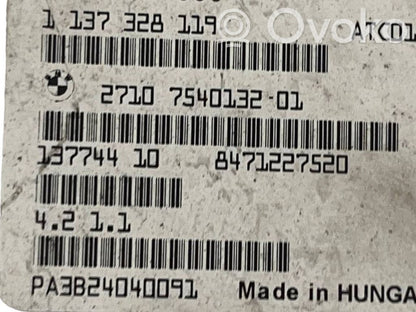 1 137 328 119
ATC01
2710 7540132-01
137744 10 8471227520
4.2 1.1
PA3B24040091 Made in HUNGA